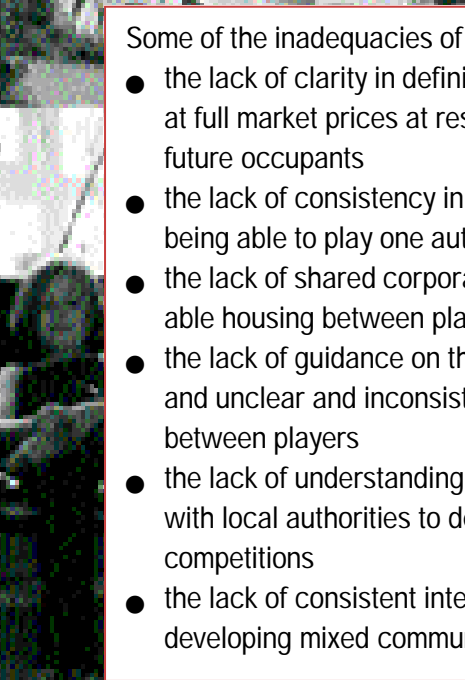 Some of the inadequacies of
● the lack of clarity in defini
at full market prices at res
future occupants
● the lack of consistency in
being able to play one aut
● the lack of shared corpora
able housing between pla
● the lack of guidance on th
and unclear and inconsist
between players
● the lack of understanding
with local authorities to de
competitions
● the lack of consistent inte
developing mixed commun